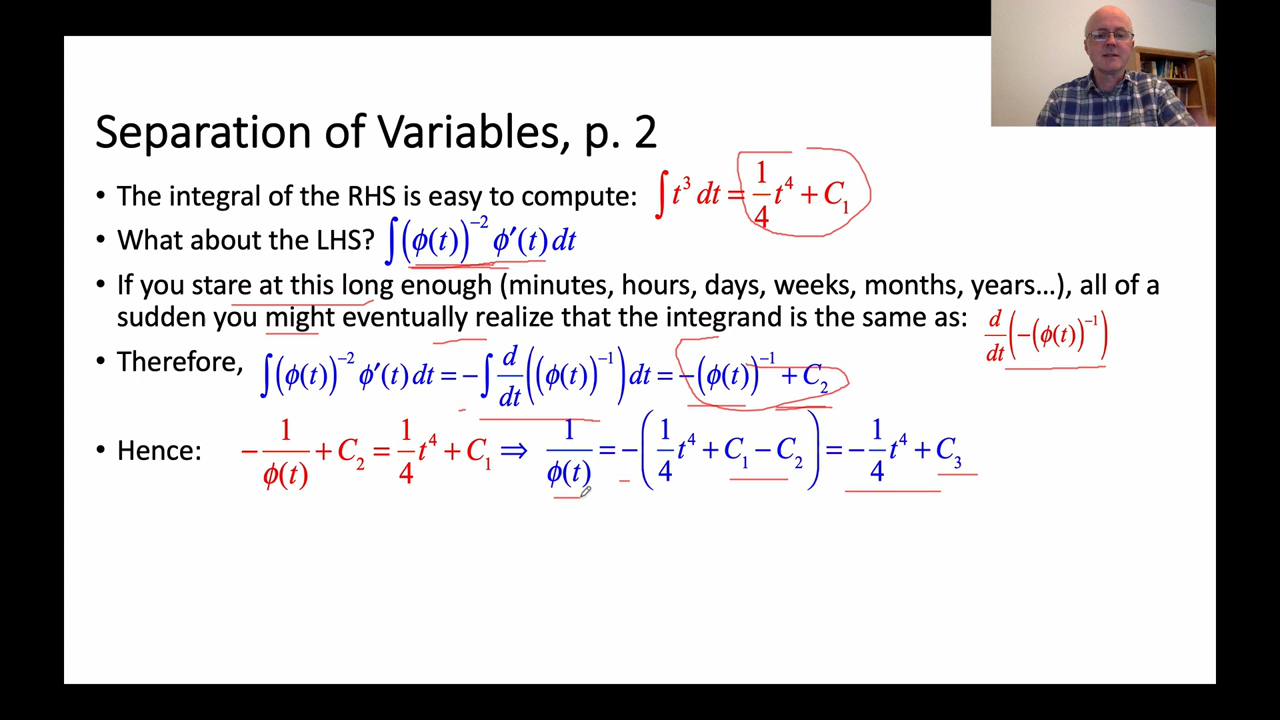 Separation of Variables, p. 2
• The integral of the RHS is easy to compute: ∫ t³ dt = 1/4 t⁴ + C₁
• What about the LHS? ∫ (ϕ(t))⁻² ϕ′(t) dt
• If you stare at this long enough (minutes, hours, days, weeks, months, years…), all of a
sudden you might eventually realize that the integrand is the same as: d/dt (−(ϕ(t))⁻¹)
• Therefore, ∫ (ϕ(t))⁻² ϕ′(t) dt = −∫ d/dt ((ϕ(t))⁻¹) dt = −(ϕ(t))⁻¹ + C₂
• Hence: −1/ϕ(t) + C₂ = 1/4 t⁴ + C₁ ⇒ 1/ϕ(t) = −(1/4 t⁴ + C₁ − C₂) = −1/4 t⁴ + C₃